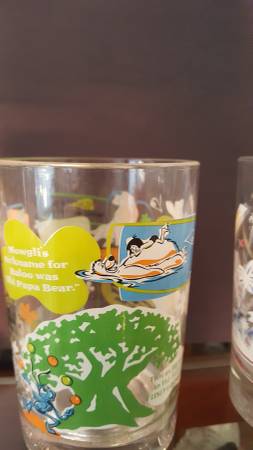 Mowgli's
nickname for
Baloo was
Papa Bear."